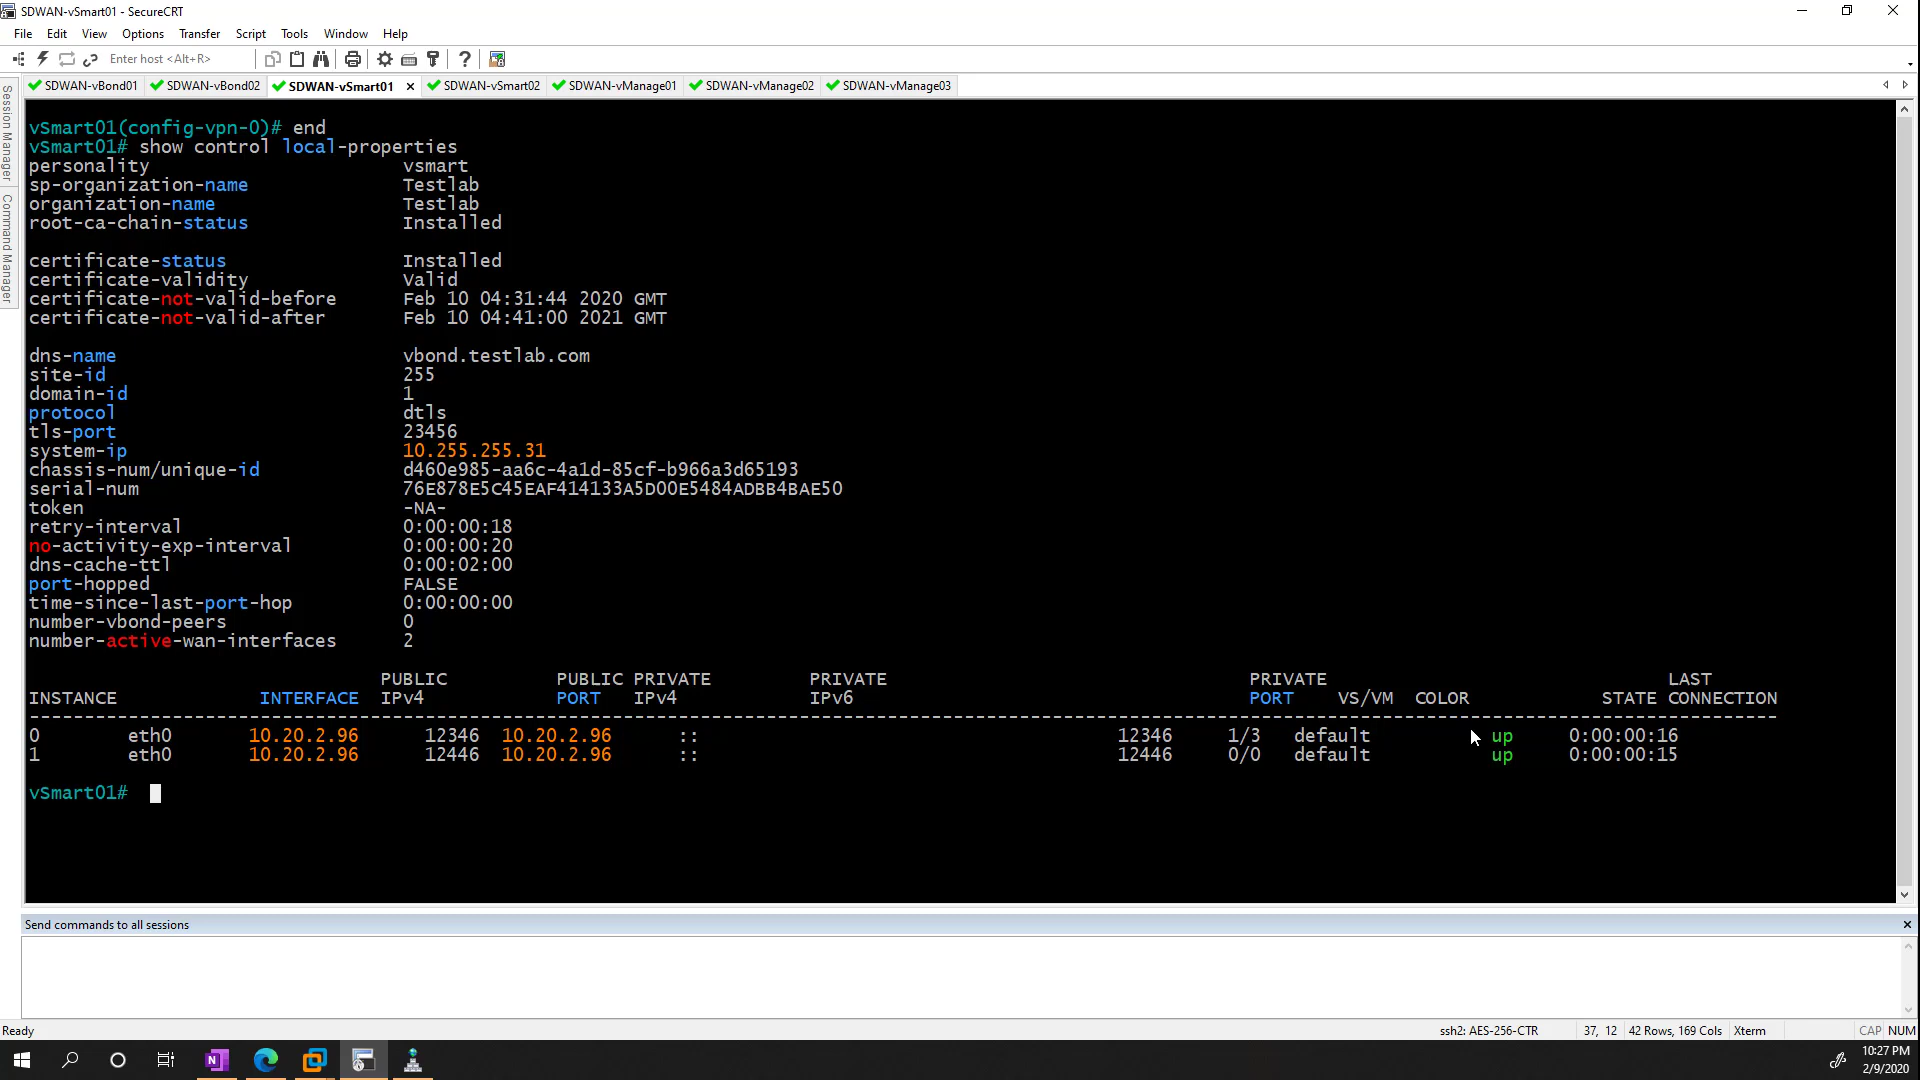 SDWAN-vSmart01 - SecureCRT
File Edit View Options Transfer Script Tools Window Help
Enter host <Alt+R>
SDWAN-vBond01 SDWAN-vBond02 SDWAN-vSmart01 SDWAN-vSmart02 SDWAN-vManage01 SDWAN-vManage02 SDWAN-vManage03
Session Manager
Command Manager
vSmart01(config-vpn-0)# end
vSmart01# show control local-properties
personality vsmart
sp-organization-name Testlab
organization-name Testlab
root-ca-chain-status Installed
certificate-status Installed
certificate-validity Valid
certificate-not-valid-before Feb 10 04:31:44 2020 GMT
certificate-not-valid-after Feb 10 04:41:00 2021 GMT
dns-name vbond.testlab.com
site-id 255
domain-id 1
protocol dtls
tls-port 23456
system-ip 10.255.255.31
chassis-num/unique-id d460e985-aa6c-4a1d-85cf-b966a3d65193
serial-num 76E878E5C45EAF414133A5D00E5484ADBB4BAE50
token -NA-
retry-interval 0:00:00:18
no-activity-exp-interval 0:00:00:20
dns-cache-ttl 0:00:02:00
port-hopped FALSE
time-since-last-port-hop 0:00:00:00
number-vbond-peers 0
number-active-wan-interfaces 2
PUBLIC PUBLIC PRIVATE PRIVATE PRIVATE LAST
INSTANCE INTERFACE IPv4 PORT IPv4 IPv6 PORT VS/VM COLOR STATE CONNECTION
0 eth0 10.20.2.96 12346 10.20.2.96 :: 12346 1/3 default up 0:00:00:16
1 eth0 10.20.2.96 12446 10.20.2.96 :: 12446 0/0 default up 0:00:00:15
vSmart01#
Send commands to all sessions
Ready ssh2: AES-256-CTR 37, 12 42 Rows, 169 Cols Xterm CAP NUM
10:27 PM
2/9/2020